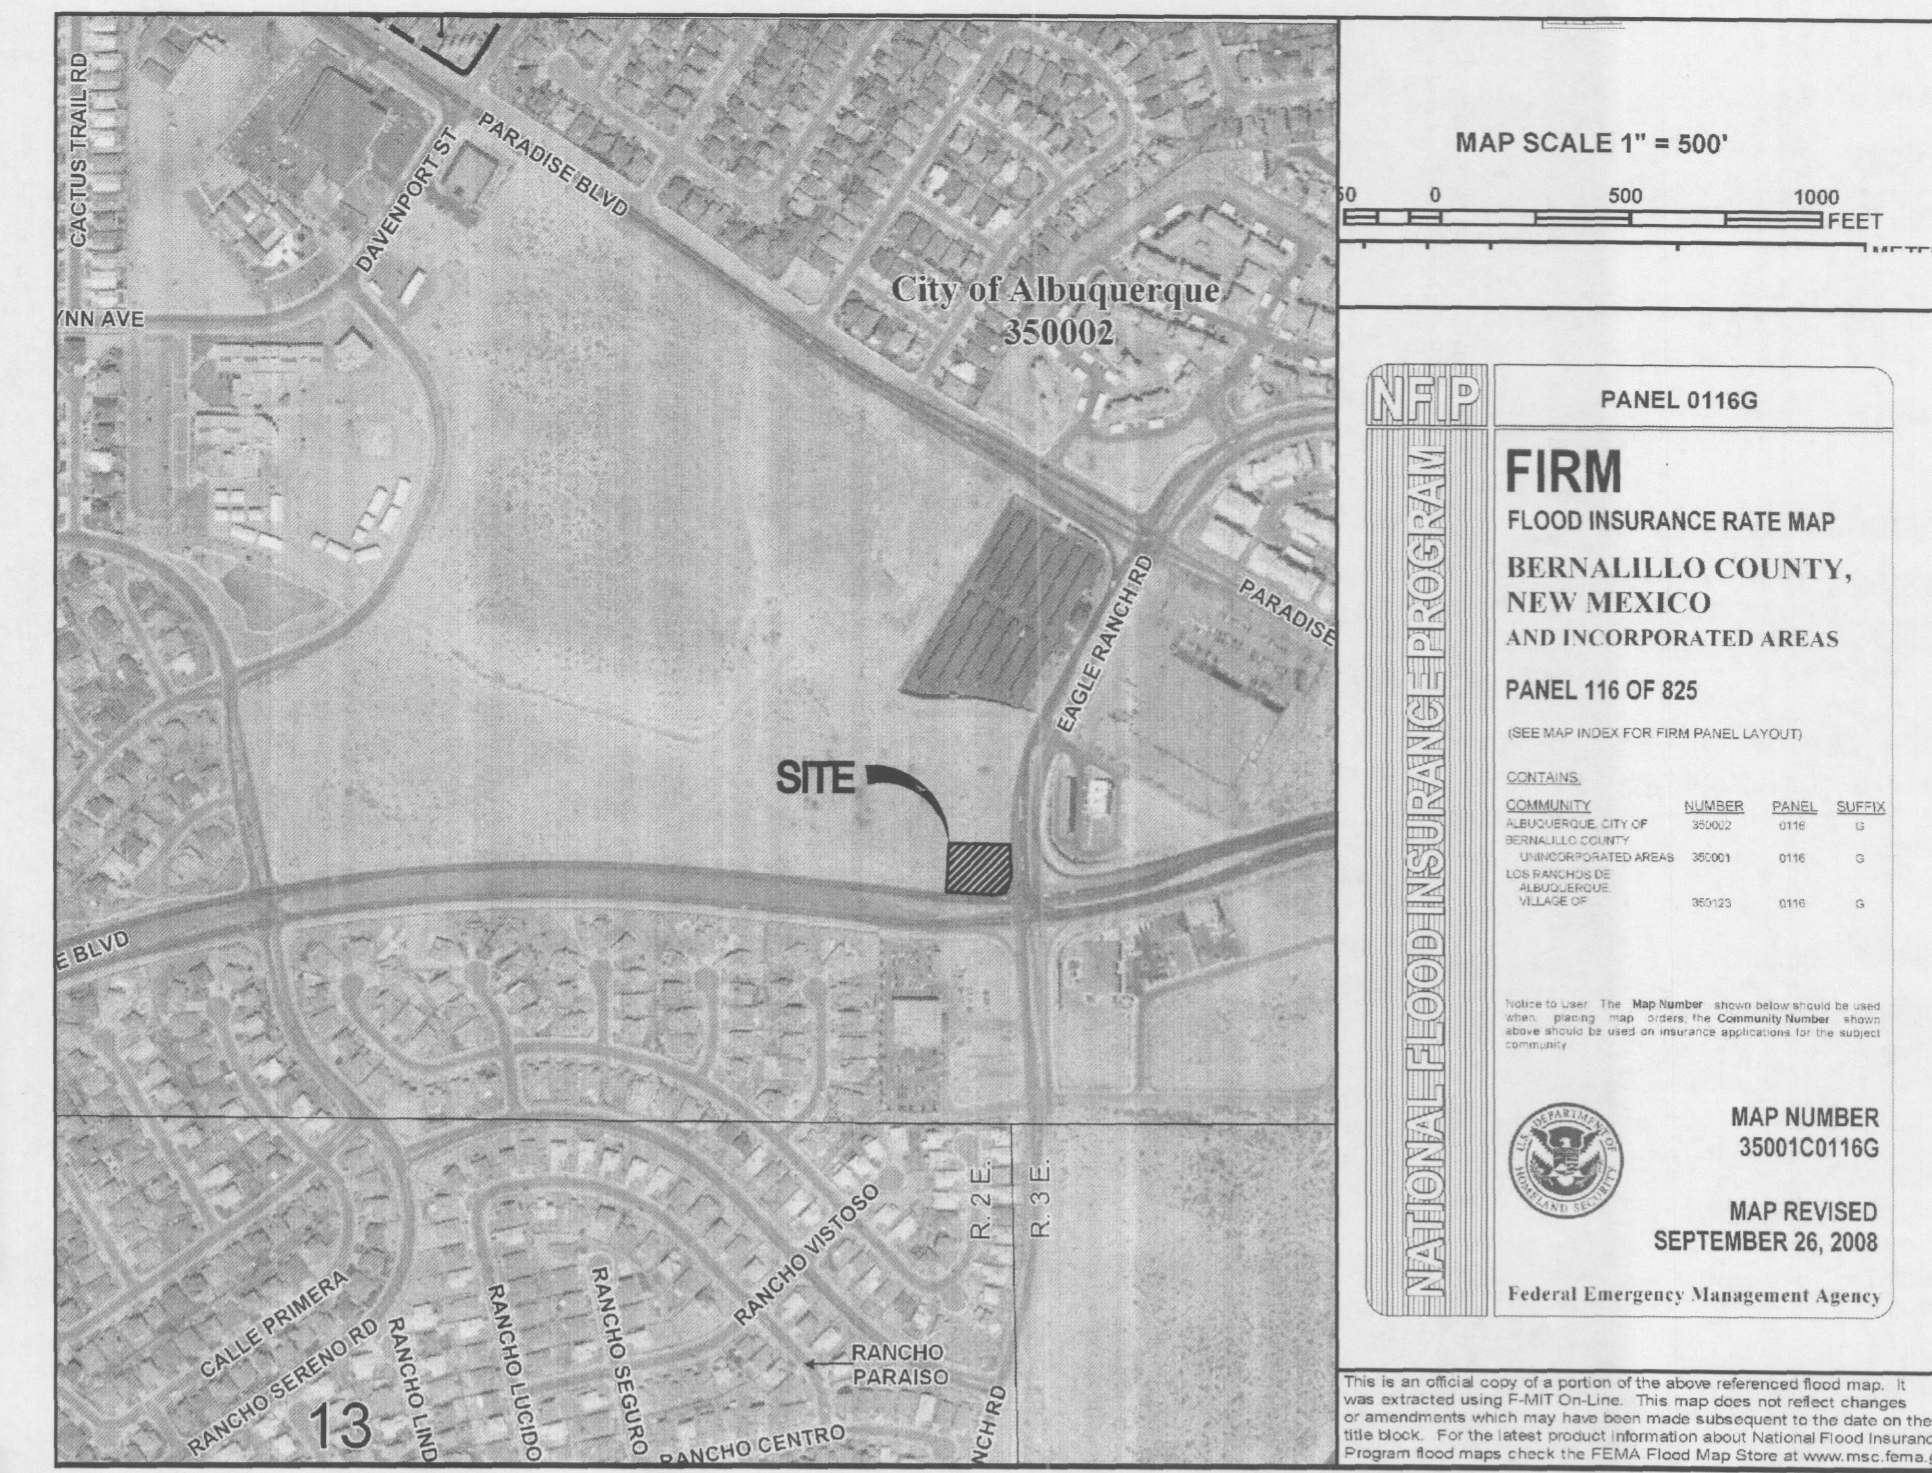 CACTUS TRAIL RD
DAVENPORT ST
PARADISE BLVD
City of Albuquerque
350002
YNN AVE
EAGLE RANCH RD
PARADISE
SITE
E BLVD
R. 2 E.
R. 3 E.
CALLE PRIMERA
RANCHO SERENO RD
RANCHO LIND
RANCHO LUCIDO
RANCHO SEGURO
RANCHO VISTOSO
RANCHO
PARAISO
RANCHO CENTRO
NCH RD
13
MAP SCALE 1" = 500'
50 0 500 1000
FEET
NFIP
NATIONAL FLOOD INSURANCE PROGRAM
PANEL 0116G
FIRM
FLOOD INSURANCE RATE MAP
BERNALILLO COUNTY,
NEW MEXICO
AND INCORPORATED AREAS
PANEL 116 OF 825
(SEE MAP INDEX FOR FIRM PANEL LAYOUT)
CONTAINS
COMMUNITY NUMBER PANEL SUFFIX
ALBUQUERQUE, CITY OF 350002 0116 G
BERNALILLO COUNTY
UNINCORPORATED AREAS 350001 0116 G
LOS RANCHOS DE
ALBUQUERQUE,
VILLAGE OF 350123 0116 G
Notice to User: The Map Number shown below should be used
when placing map orders; the Community Number shown
above should be used on insurance applications for the subject
community
U.S. DEPARTMENT OF HOMELAND SECURITY
MAP NUMBER
35001C0116G
MAP REVISED
SEPTEMBER 26, 2008
Federal Emergency Management Agency
This is an official copy of a portion of the above referenced flood map. It
was extracted using F-MIT On-Line. This map does not reflect changes
or amendments which may have been made subsequent to the date on the
title block. For the latest product information about National Flood Insuranc
Program flood maps check the FEMA Flood Map Store at www.msc.fema.